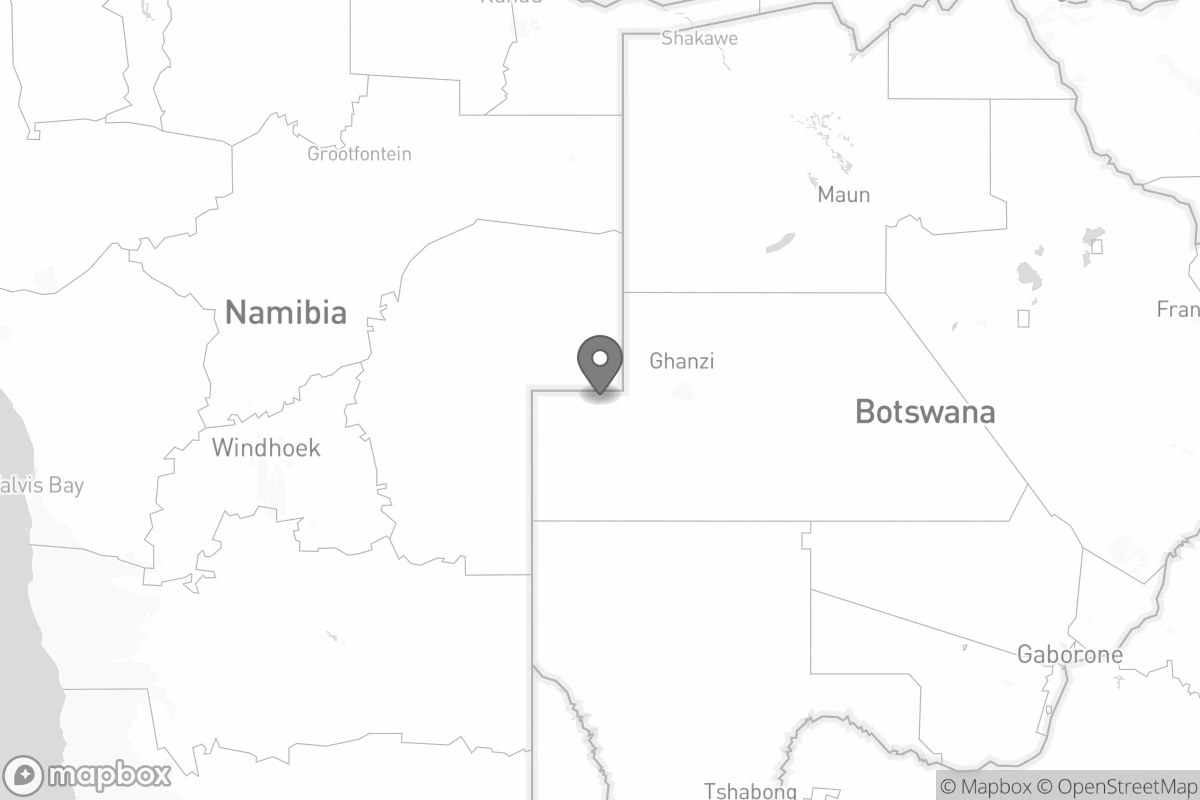 Shakawe
Grootfontein
Maun
Namibia
Fran
Ghanzi
Botswana
Windhoek
alvis Bay
Gaborone
Tshabong
mapbox
© Mapbox © OpenStreetMap